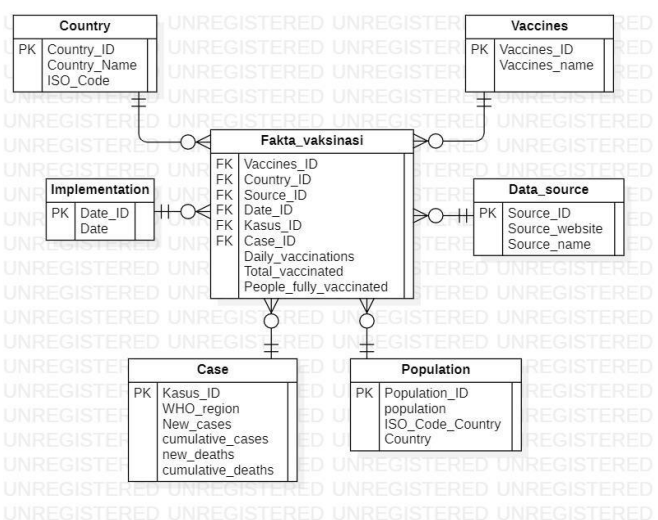 Country
PK Country_ID
Country_Name
ISO_Code
Vaccines
PK Vaccines_ID
Vaccines_name
Fakta_vaksinasi
FK Vaccines_ID
FK Country_ID
FK Source_ID
FK Date_ID
FK Kasus_ID
FK Case_ID
Daily_vaccinations
Total_vaccinated
People_fully_vaccinated
Implementation
PK Date_ID
Date
Data_source
PK Source_ID
Source_website
Source_name
Case
PK Kasus_ID
WHO_region
New_cases
cumulative_cases
new_deaths
cumulative_deaths
Population
PK Population_ID
population
ISO_Code_Country
Country
UNREGISTERED